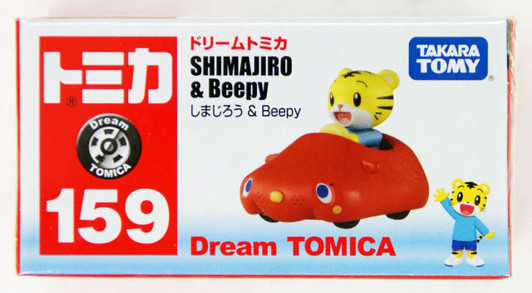 トミカ
®
Dream
TOMICA
159
ドリームトミカ
SHIMAJIRO
& Beepy
しまじろう & Beepy
TAKARA
TOMY
Dream TOMICA